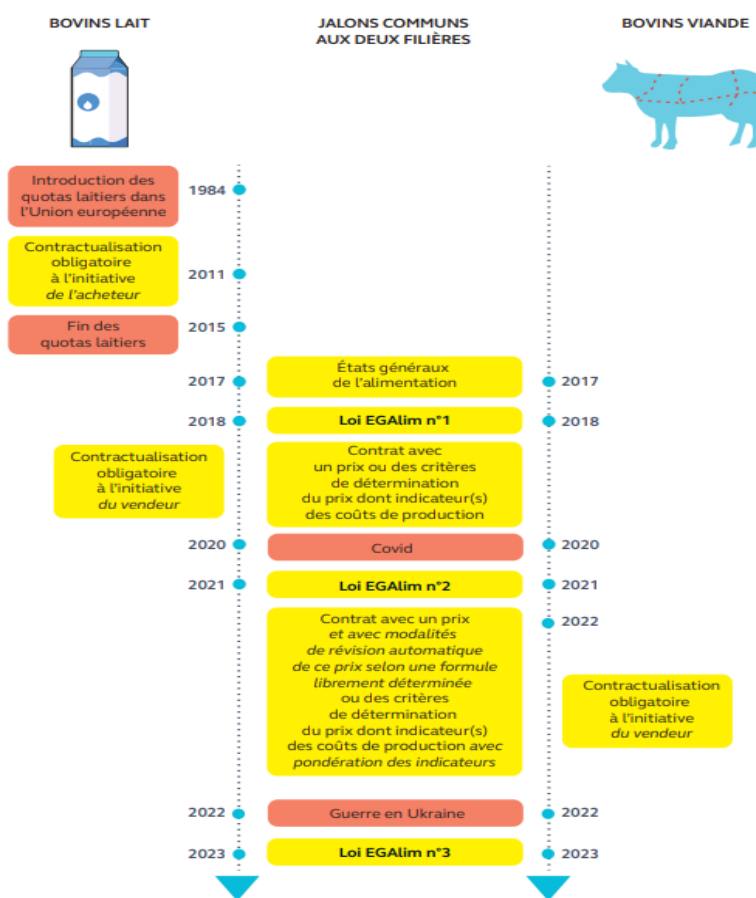 BOVINS LAIT
JALONS COMMUNS
AUX DEUX FILIÈRES
BOVINS VIANDE
Introduction des
quotas laitiers dans
l'Union européenne
1984
Contractualisation
obligatoire
à l'initiative
de l'acheteur
2011
Fin des
quotas laitiers
2015
2017
États généraux
de l'alimentation
2017
2018
Loi EGAlim n°1
2018
Contractualisation
obligatoire
à l'initiative
du vendeur
Contrat avec
un prix ou des critères
de détermination
du prix dont indicateur(s)
des coûts de production
2020
Covid
2020
2021
Loi EGAlim n°2
2021
Contrat avec un prix
et avec modalités
de révision automatique
de ce prix selon une formule
librement déterminée
ou des critères
de détermination
du prix dont indicateur(s)
des coûts de production avec
pondération des indicateurs
2022
Contractualisation
obligatoire
à l'initiative
du vendeur
2022
Guerre en Ukraine
2022
2023
Loi EGAlim n°3
2023